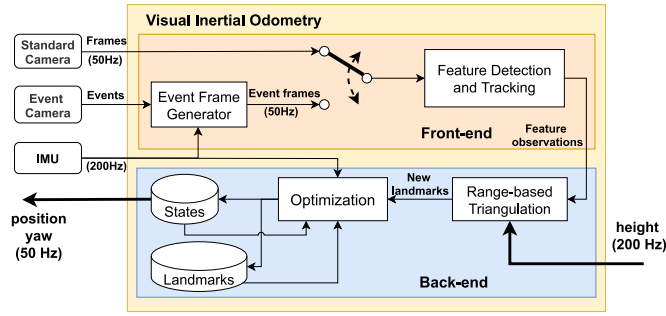 Visual Inertial Odometry
Standard
Camera
Frames
(50Hz)
Event
Camera
Events
Event Frame
Generator
Event frames
(50Hz)
Feature Detection
and Tracking
Front-end
Feature
observations
IMU
(200Hz)
States
Optimization
New
landmarks
Range-based
Triangulation
position
yaw
(50 Hz)
height
(200 Hz)
Landmarks
Back-end